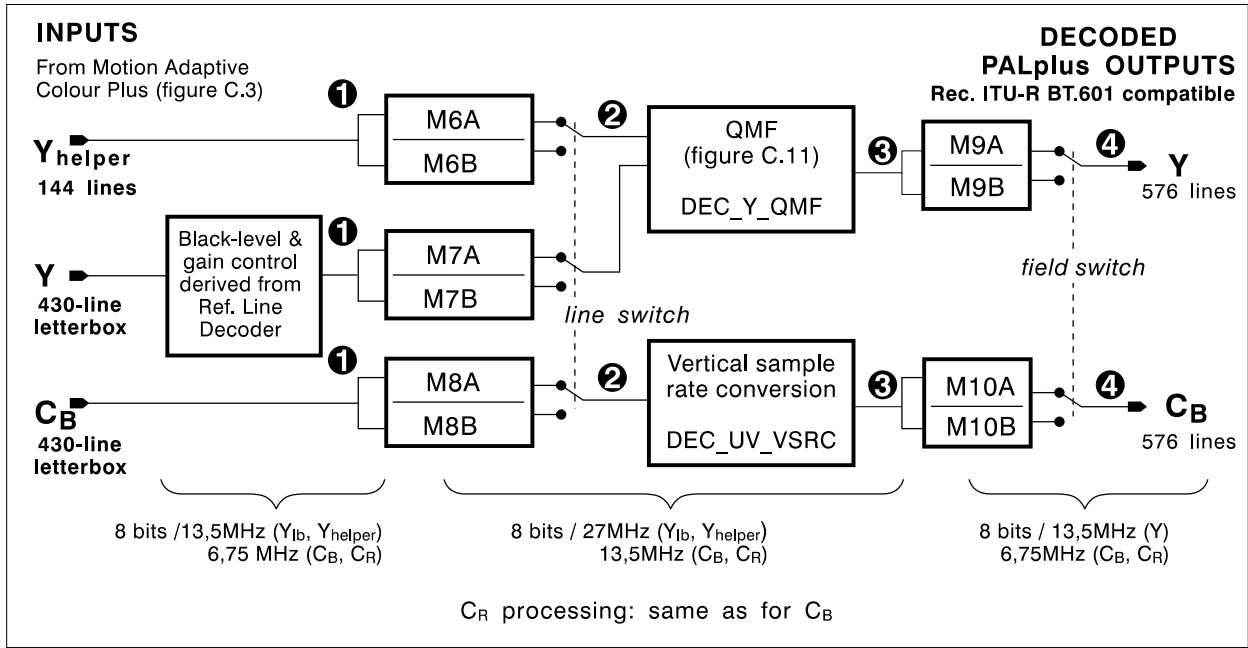 INPUTS
From Motion Adaptive
Colour Plus (figure C.3)
DECODED
PALplus OUTPUTS
Rec. ITU-R BT.601 compatible
Yhelper
144 lines
1
M6A
M6B
2
QMF
(figure C.11)
DEC_Y_QMF
3
M9A
M9B
4
Y
576 lines
Y
430-line
letterbox
Black-level &
gain control
derived from
Ref. Line
Decoder
1
M7A
M7B
line switch
field switch
CB
430-line
letterbox
1
M8A
M8B
2
Vertical sample
rate conversion
DEC_UV_VSRC
3
M10A
M10B
4
CB
576 lines
8 bits /13,5MHz (Ylb, Yhelper)
6,75 MHz (CB, CR)
8 bits / 27MHz (Ylb, Yhelper)
13,5MHz (CB, CR)
8 bits / 13,5MHz (Y)
6,75MHz (CB, CR)
CR processing: same as for CB